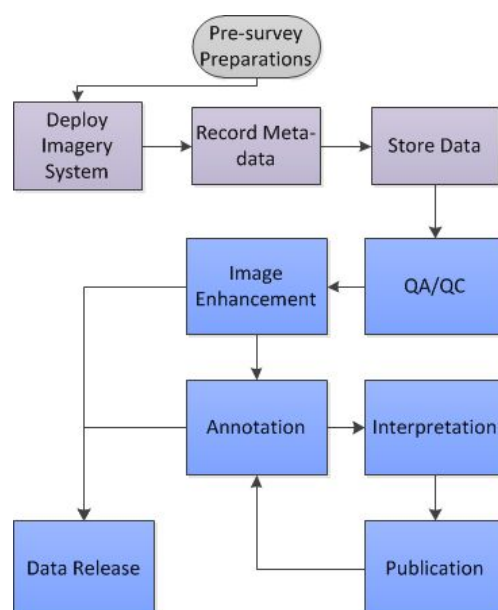 Pre-survey
Preparations
Deploy
Imagery
System
Record Meta-
data
Store Data
Image
Enhancement
QA/QC
Annotation
Interpretation
Data Release
Publication